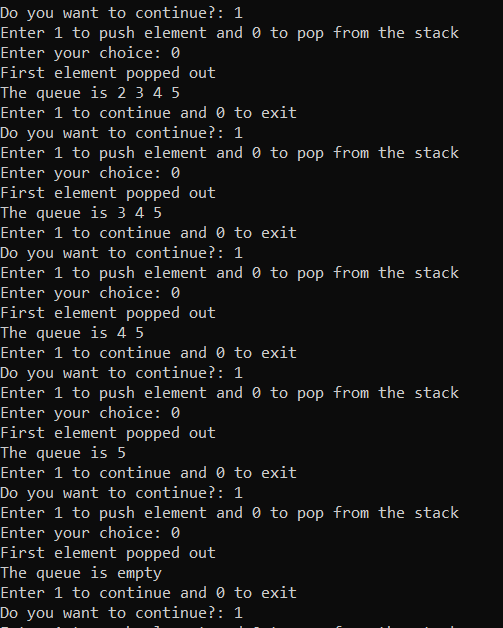 Do you want to continue?: 1
Enter 1 to push element and 0 to pop from the stack
Enter your choice: 0
First element popped out
The queue is 2 3 4 5
Enter 1 to continue and 0 to exit
Do you want to continue?: 1
Enter 1 to push element and 0 to pop from the stack
Enter your choice: 0
First element popped out
The queue is 3 4 5
Enter 1 to continue and 0 to exit
Do you want to continue?: 1
Enter 1 to push element and 0 to pop from the stack
Enter your choice: 0
First element popped out
The queue is 4 5
Enter 1 to continue and 0 to exit
Do you want to continue?: 1
Enter 1 to push element and 0 to pop from the stack
Enter your choice: 0
First element popped out
The queue is 5
Enter 1 to continue and 0 to exit
Do you want to continue?: 1
Enter 1 to push element and 0 to pop from the stack
Enter your choice: 0
First element popped out
The queue is empty
Enter 1 to continue and 0 to exit
Do you want to continue?: 1